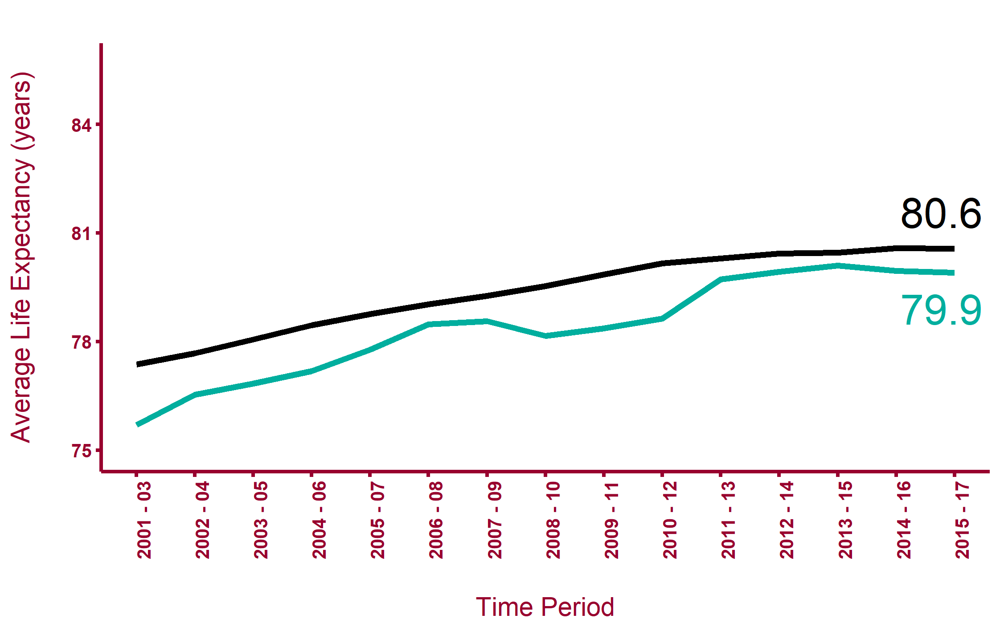 Average Life Expectancy (years)
84
81
78
75
80.6
79.9
2001 - 03
2002 - 04
2003 - 05
2004 - 06
2005 - 07
2006 - 08
2007 - 09
2008 - 10
2009 - 11
2010 - 12
2011 - 13
2012 - 14
2013 - 15
2014 - 16
2015 - 17
Time Period